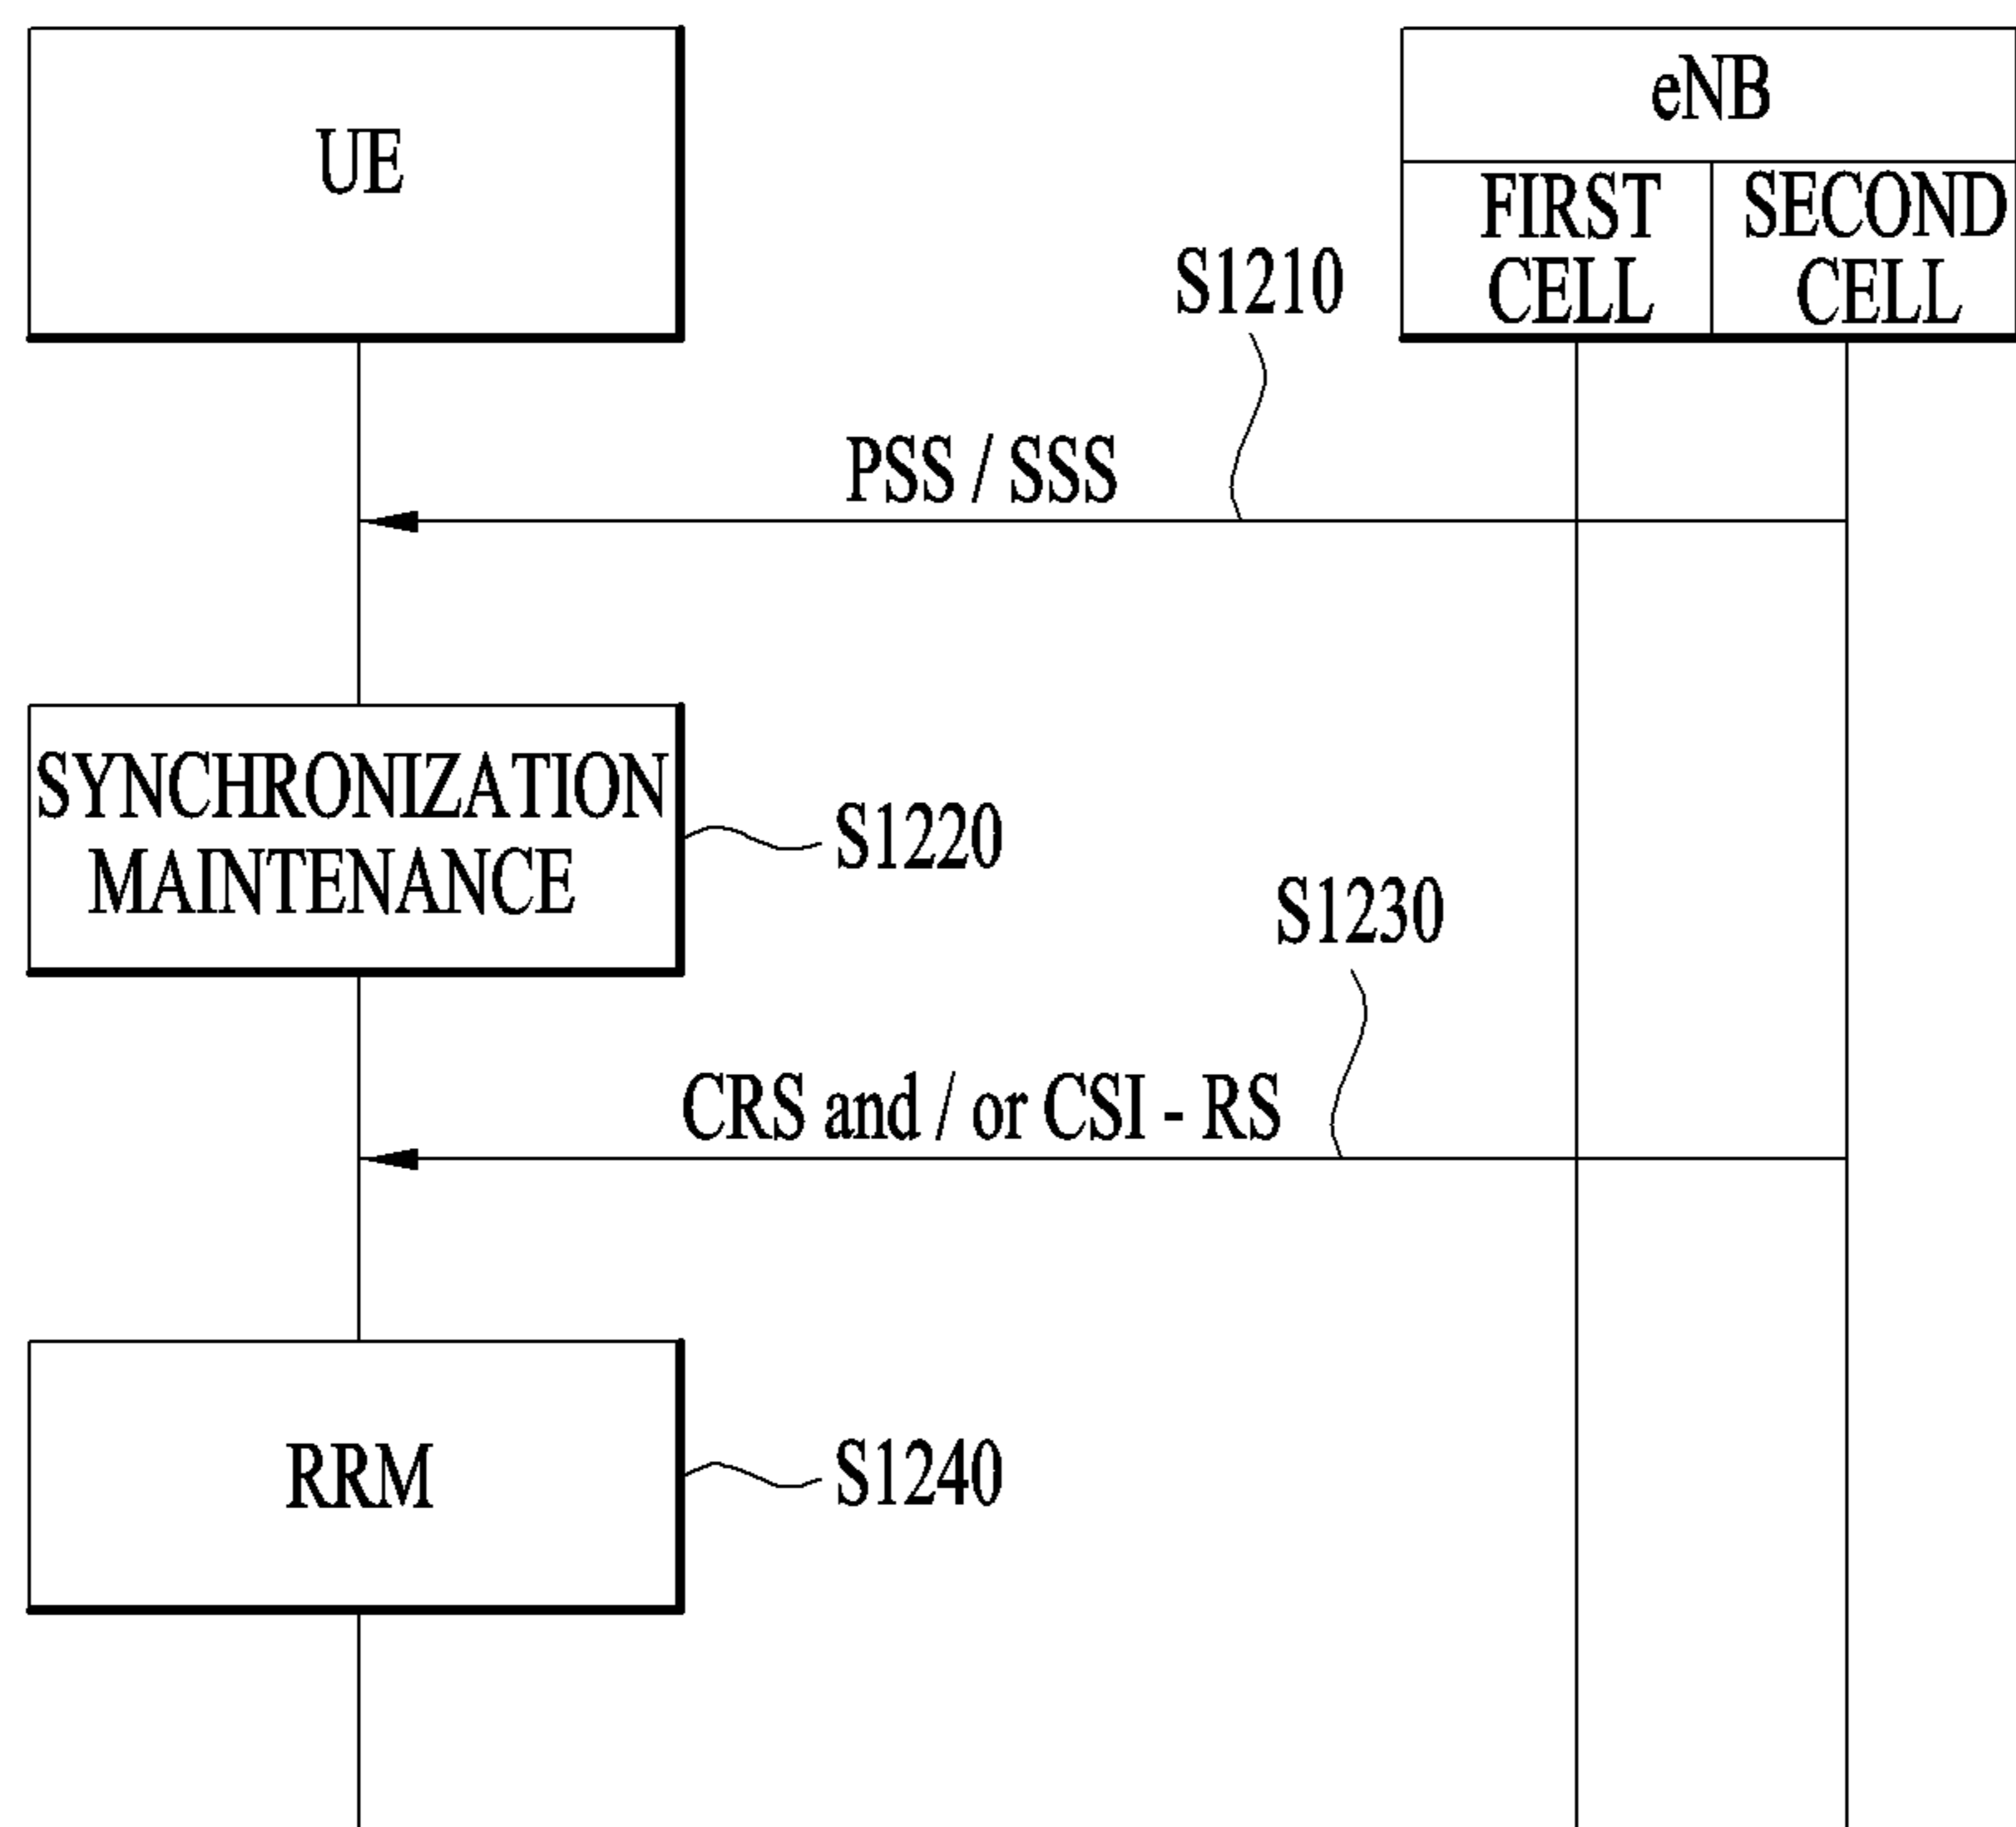 UE
eNB
FIRST
CELL
SECOND
CELL
S1210
PSS / SSS
SYNCHRONIZATION
MAINTENANCE
S1220
S1230
CRS and / or CSI - RS
RRM
S1240